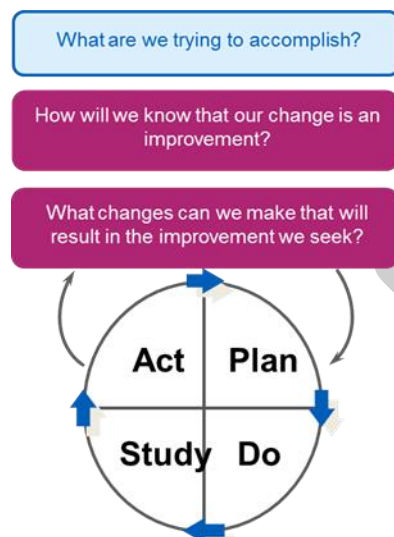 What are we trying to accomplish?
How will we know that our change is an
improvement?
What changes can we make that will
result in the improvement we seek?
Act Plan
Study Do